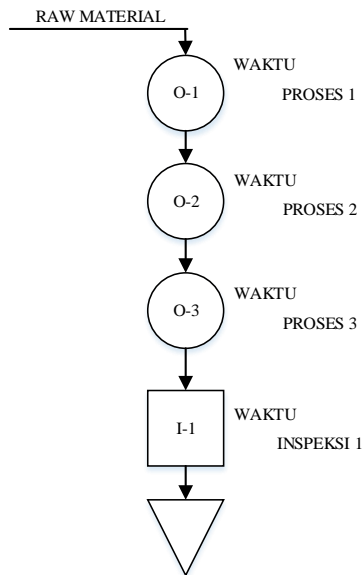 RAW MATERIAL
O-1
WAKTU
PROSES 1
O-2
WAKTU
PROSES 2
O-3
WAKTU
PROSES 3
I-1
WAKTU
INSPEKSI 1